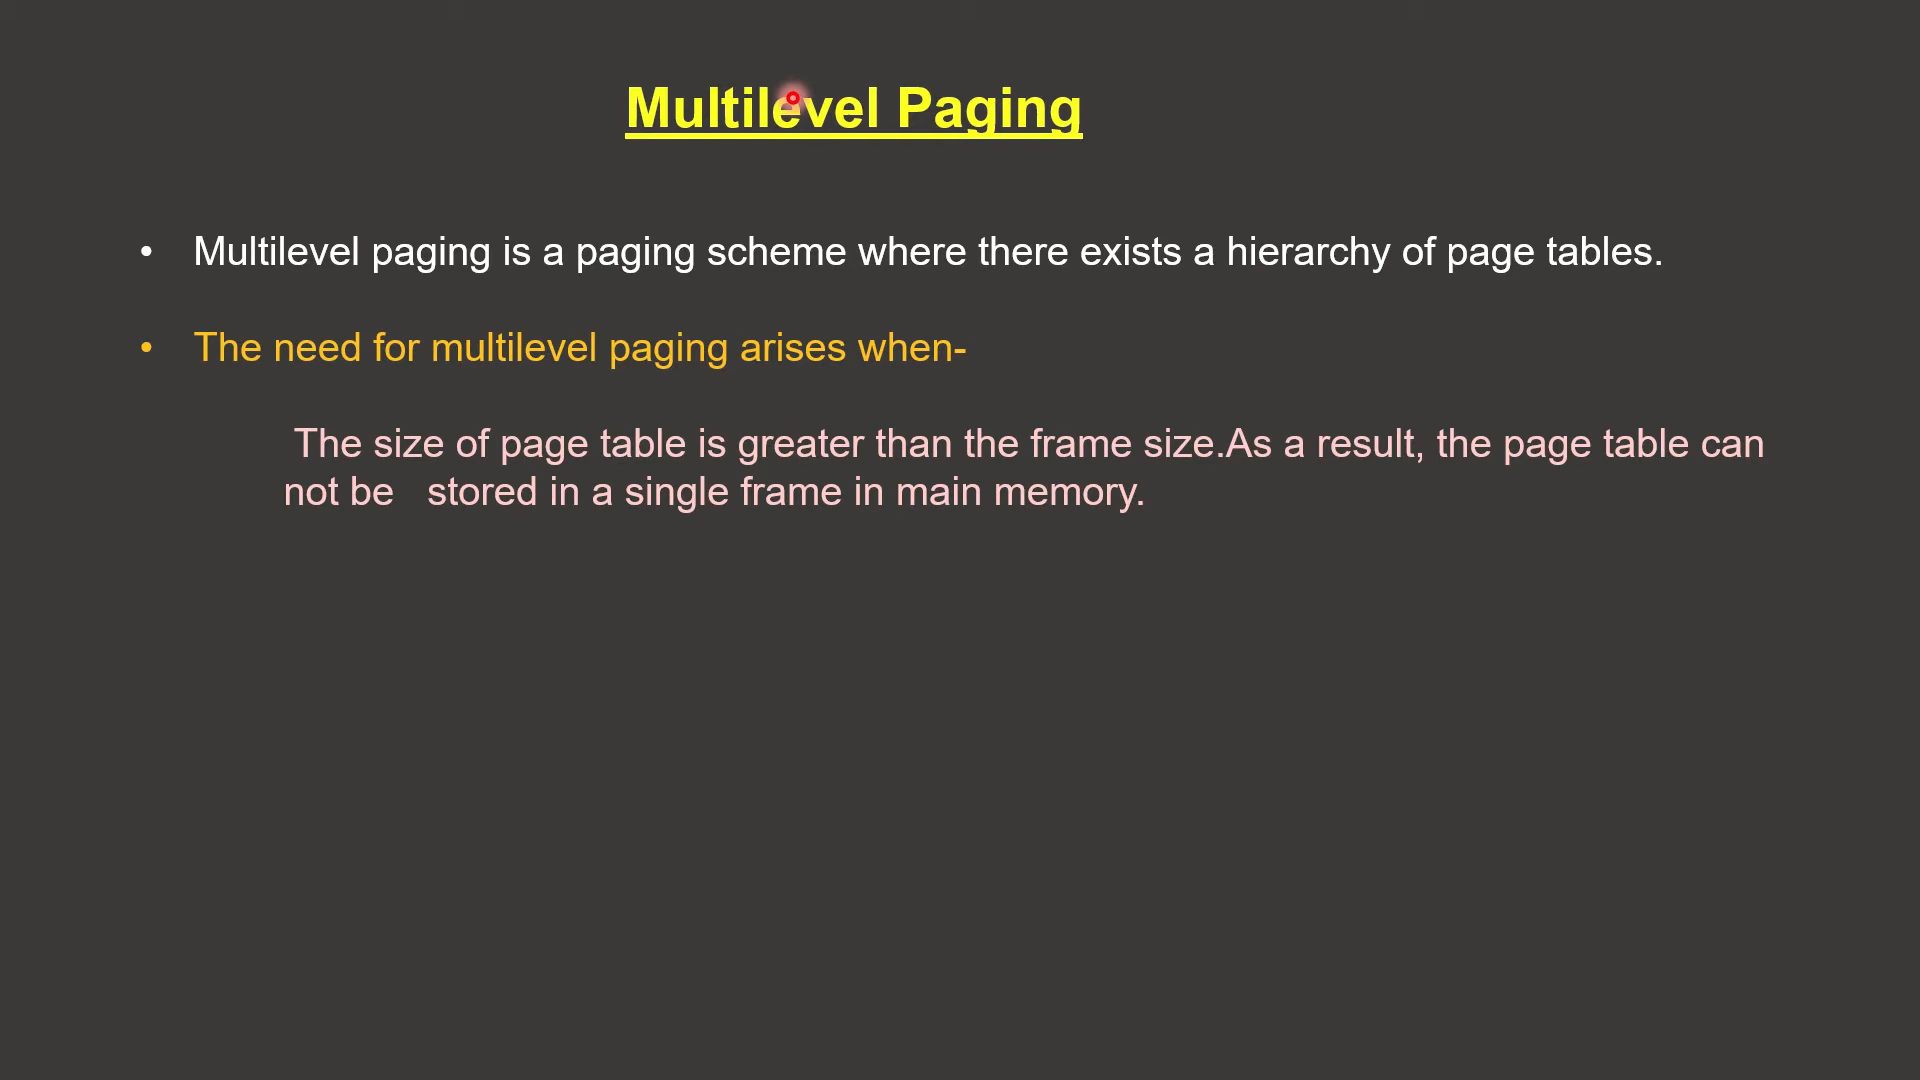 Multilevel Paging
• Multilevel paging is a paging scheme where there exists a hierarchy of page tables.
• The need for multilevel paging arises when-
The size of page table is greater than the frame size.As a result, the page table can
not be stored in a single frame in main memory.